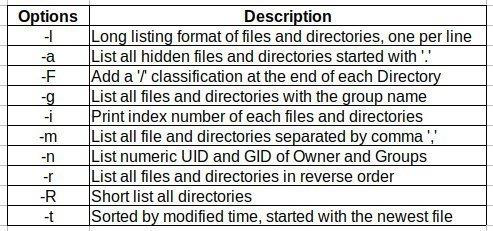 Options Description
-l Long listing format of files and directories, one per line
-a List all hidden files and directories started with '.'
-F Add a '/' classification at the end of each Directory
-g List all files and directories with the group name
-i Print index number of each files and directories
-m List all file and directories separated by comma ','
-n List numeric UID and GID of Owner and Groups
-r List all files and directories in reverse order
-R Short list all directories
-t Sorted by modified time, started with the newest file